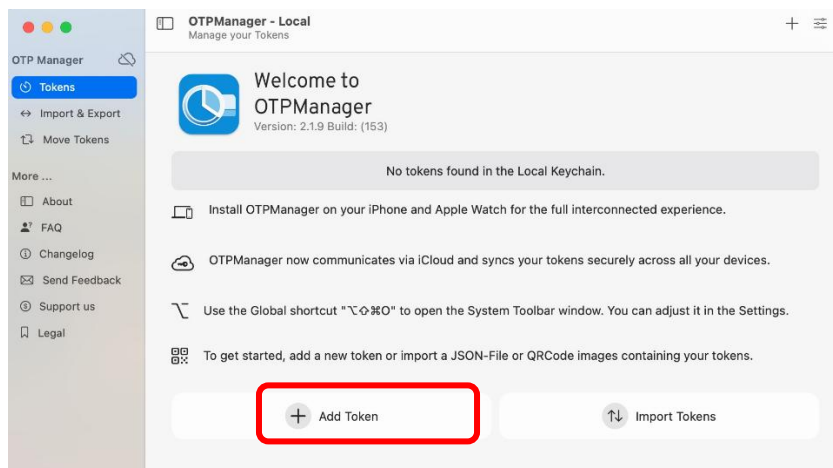 OTPManager - Local
Manage your Tokens
OTP Manager
Tokens
Import & Export
Move Tokens
More ...
About
FAQ
Changelog
Send Feedback
Support us
Legal
Welcome to
OTPManager
Version: 2.1.9 Build: (153)
No tokens found in the Local Keychain.
Install OTPManager on your iPhone and Apple Watch for the full interconnected experience.
OTPManager now communicates via iCloud and syncs your tokens securely across all your devices.
Use the Global shortcut "⌥⇧⌘O" to open the System Toolbar window. You can adjust it in the Settings.
To get started, add a new token or import a JSON-File or QRCode images containing your tokens.
Add Token
Import Tokens